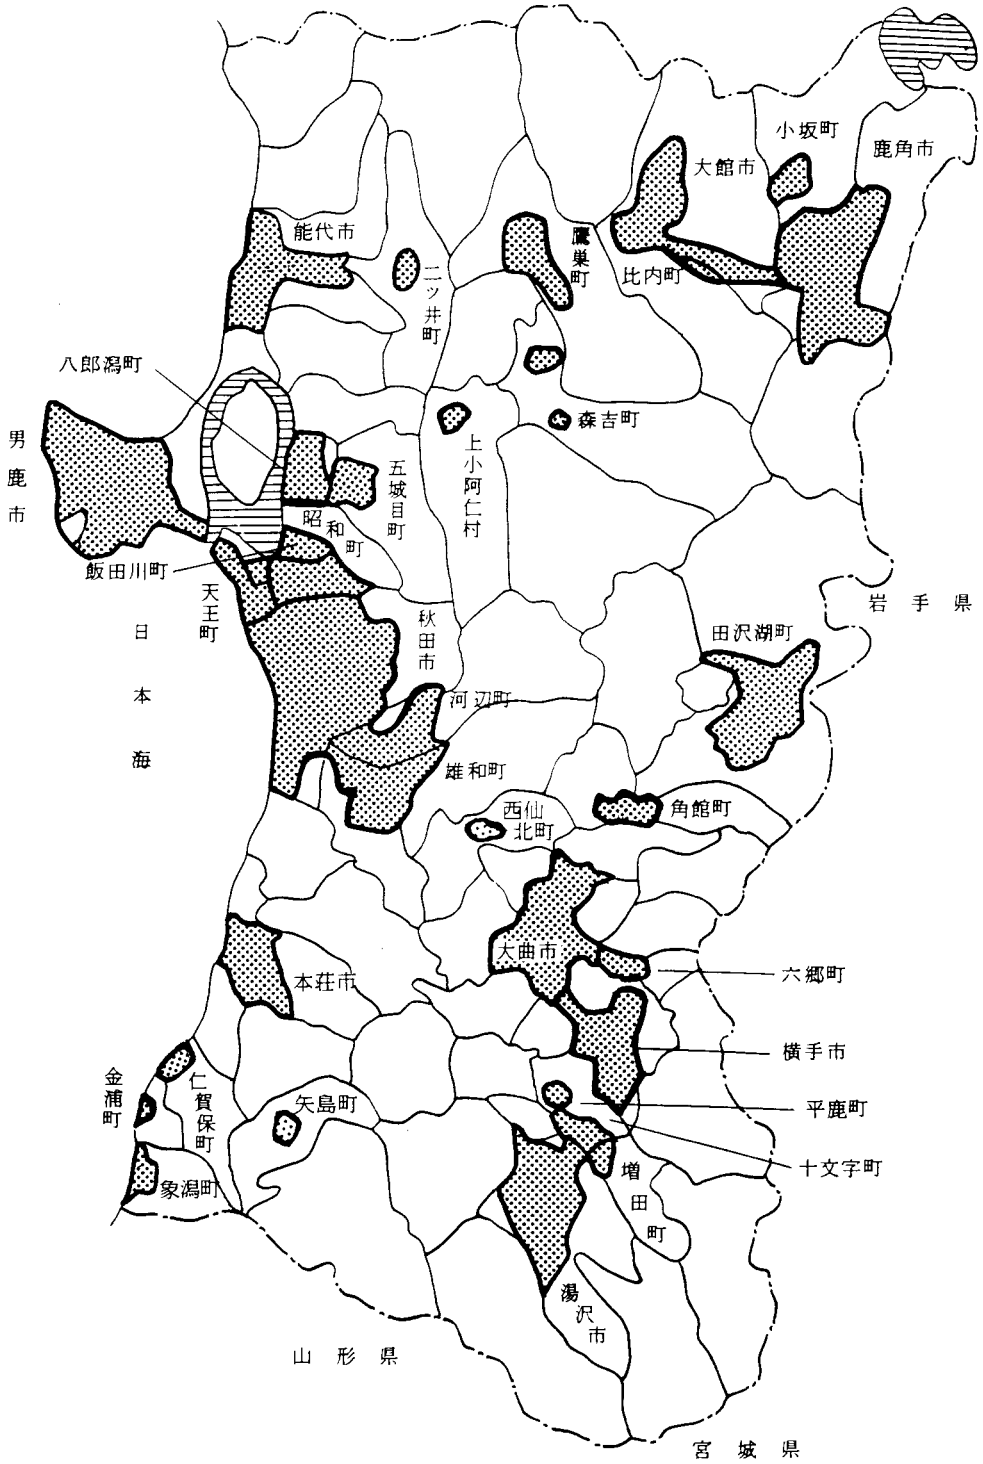 小坂町
鹿角市
大館市
能代市
鷹巣町
比内町
二ッ井町
八郎潟町
森吉町
男鹿市
五城目町
上小阿仁村
昭和町
飯田川町
天王町
岩手県
秋田市
田沢湖町
日本海
河辺町
雄和町
西仙
北町
角館町
大曲市
本荘市
六郷町
横手市
金浦町
仁賀保町
矢島町
平鹿町
十文字町
象潟町
増田町
湯沢市
山形県
宮城県